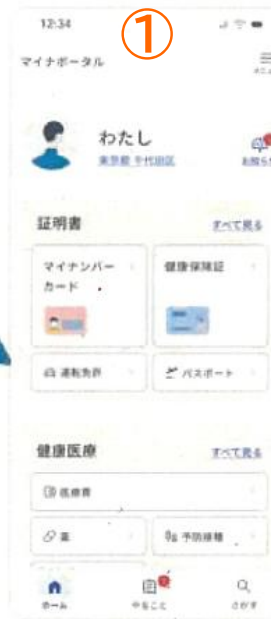 ①
12:34
マイナポータル
わたし
東京都 千代田区
証明書
すべて見る
マイナンバー
カード
健康保険証
運転免許
パスポート
健康医療
すべて見る
医療費
薬
予防接種
ホーム
やること
さがす